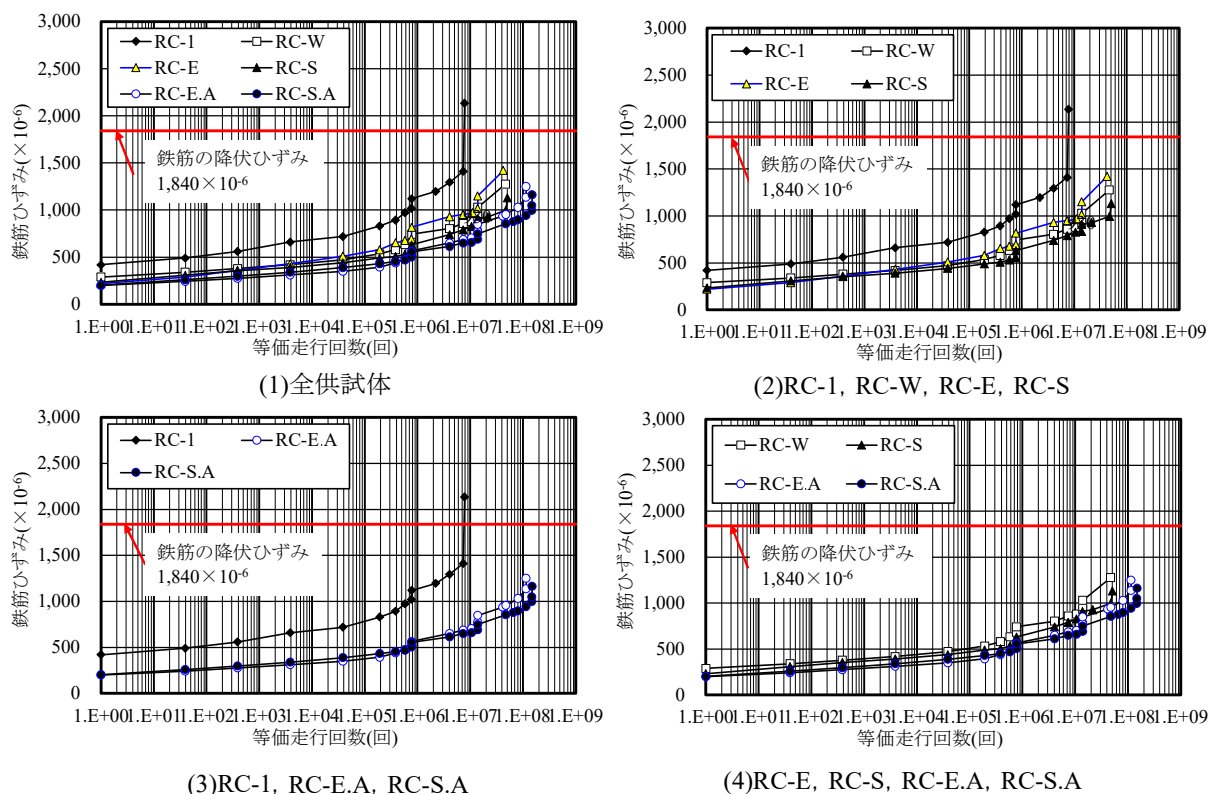 3,000
2,500
2,000
1,500
1,000
500
0
鉄筋ひずみ(×10-6)
RC-1
RC-W
RC-E
RC-S
RC-E.A
RC-S.A
鉄筋の降伏ひずみ
1,840×10-6
1.E+00 1.E+01 1.E+02 1.E+03 1.E+04 1.E+05 1.E+06 1.E+07 1.E+08 1.E+09
等価走行回数(回)
(1)全供試体
3,000
2,500
2,000
1,500
1,000
500
0
鉄筋ひずみ(×10-6)
RC-1
RC-W
RC-E
RC-S
鉄筋の降伏ひずみ
1,840×10-6
1.E+00 1.E+01 1.E+02 1.E+03 1.E+04 1.E+05 1.E+06 1.E+07 1.E+08 1.E+09
等価走行回数(回)
(2)RC-1, RC-W, RC-E, RC-S
3,000
2,500
2,000
1,500
1,000
500
0
鉄筋ひずみ(×10-6)
RC-1
RC-E.A
RC-S.A
鉄筋の降伏ひずみ
1,840×10-6
1.E+00 1.E+01 1.E+02 1.E+03 1.E+04 1.E+05 1.E+06 1.E+07 1.E+08 1.E+09
等価走行回数(回)
(3)RC-1, RC-E.A, RC-S.A
3,000
2,500
2,000
1,500
1,000
500
0
鉄筋ひずみ(×10-6)
RC-W
RC-S
RC-E.A
RC-S.A
鉄筋の降伏ひずみ
1,840×10-6
1.E+00 1.E+01 1.E+02 1.E+03 1.E+04 1.E+05 1.E+06 1.E+07 1.E+08 1.E+09
等価走行回数(回)
(4)RC-E, RC-S, RC-E.A, RC-S.A